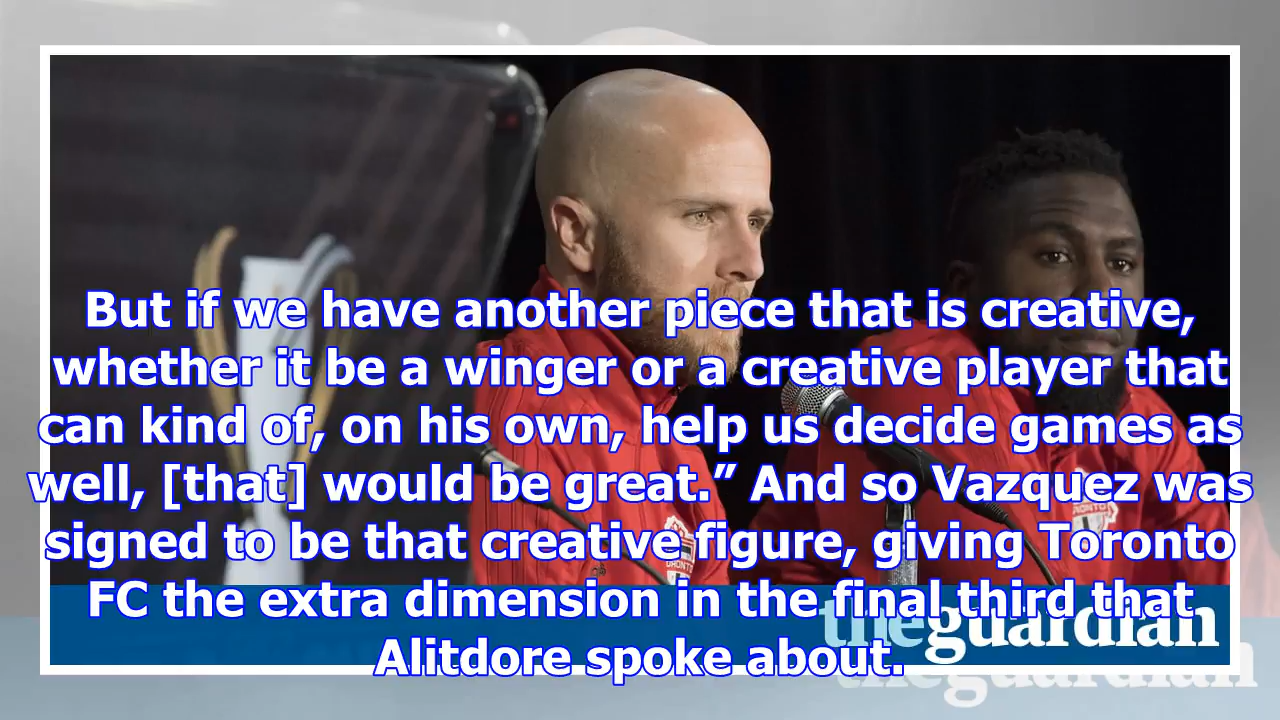 But if we have another piece that is creative,
whether it be a winger or a creative player that
can kind of, on his own, help us decide games as
well, [that] would be great.” And so Vazquez was
signed to be that creative figure, giving Toronto
FC the extra dimension in the final third that
Alitdore spoke about.
theguardian
theguardian
TORONTO